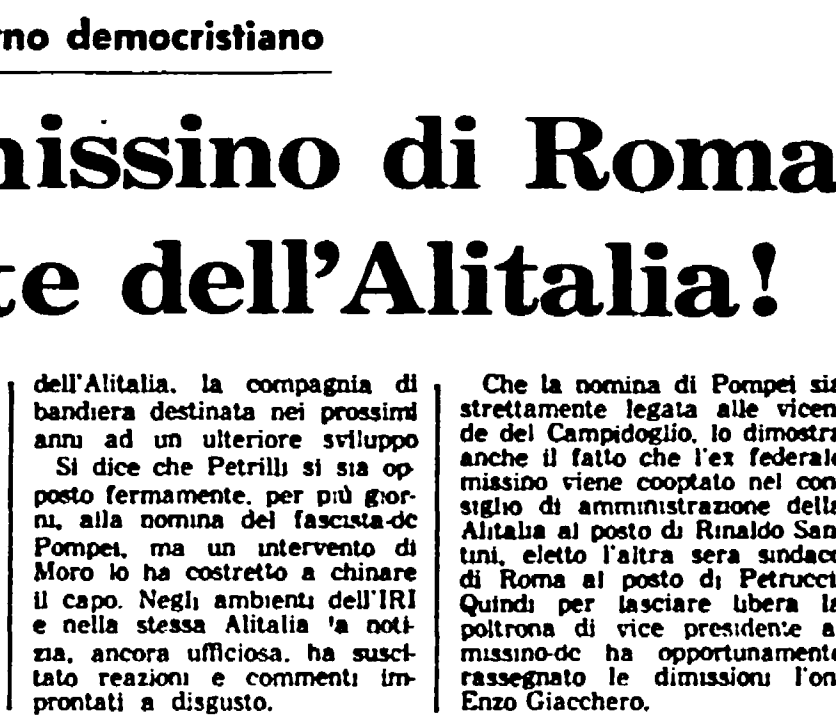 rno democristiano
nissino di Roma
te dell'Alitalia!
dell'Alitalia. la compagnia di
bandiera destinata nei prossimi
anni ad un ulteriore sviluppo
Si dice che Petrilli si sia op-
posto fermamente. per più gior-
ni, alla nomina del fascista-dc
Pompei, ma un intervento di
Moro lo ha costretto a chinare
il capo. Negli ambienti dell'IRI
e nella stessa Alitalia la noti-
zia, ancora ufficiosa. ha susci-
tato reazioni e commenti im-
prontati a disgusto.
Che la nomina di Pompei sia
strettamente legata alle vicen
de del Campidoglio, lo dimostra
anche il fatto che l'ex federale
missino viene cooptato nel con
siglio di amministrazione della
Alitalia al posto di Rinaldo San
tini, eletto l'altra sera sindaco
di Roma al posto di Petrucci
Quindi per lasciare libera la
poltrona di vice presidente a
missino-dc ha opportunamente
rassegnato le dimissioni l'on
Enzo Giacchero.